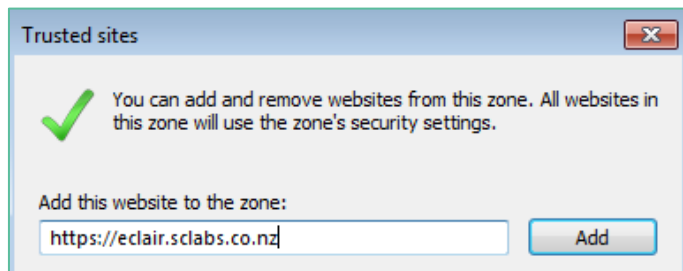 Trusted sites
You can add and remove websites from this zone. All websites in
this zone will use the zone's security settings.
Add this website to the zone:
https://eclair.sclabs.co.nz
Add